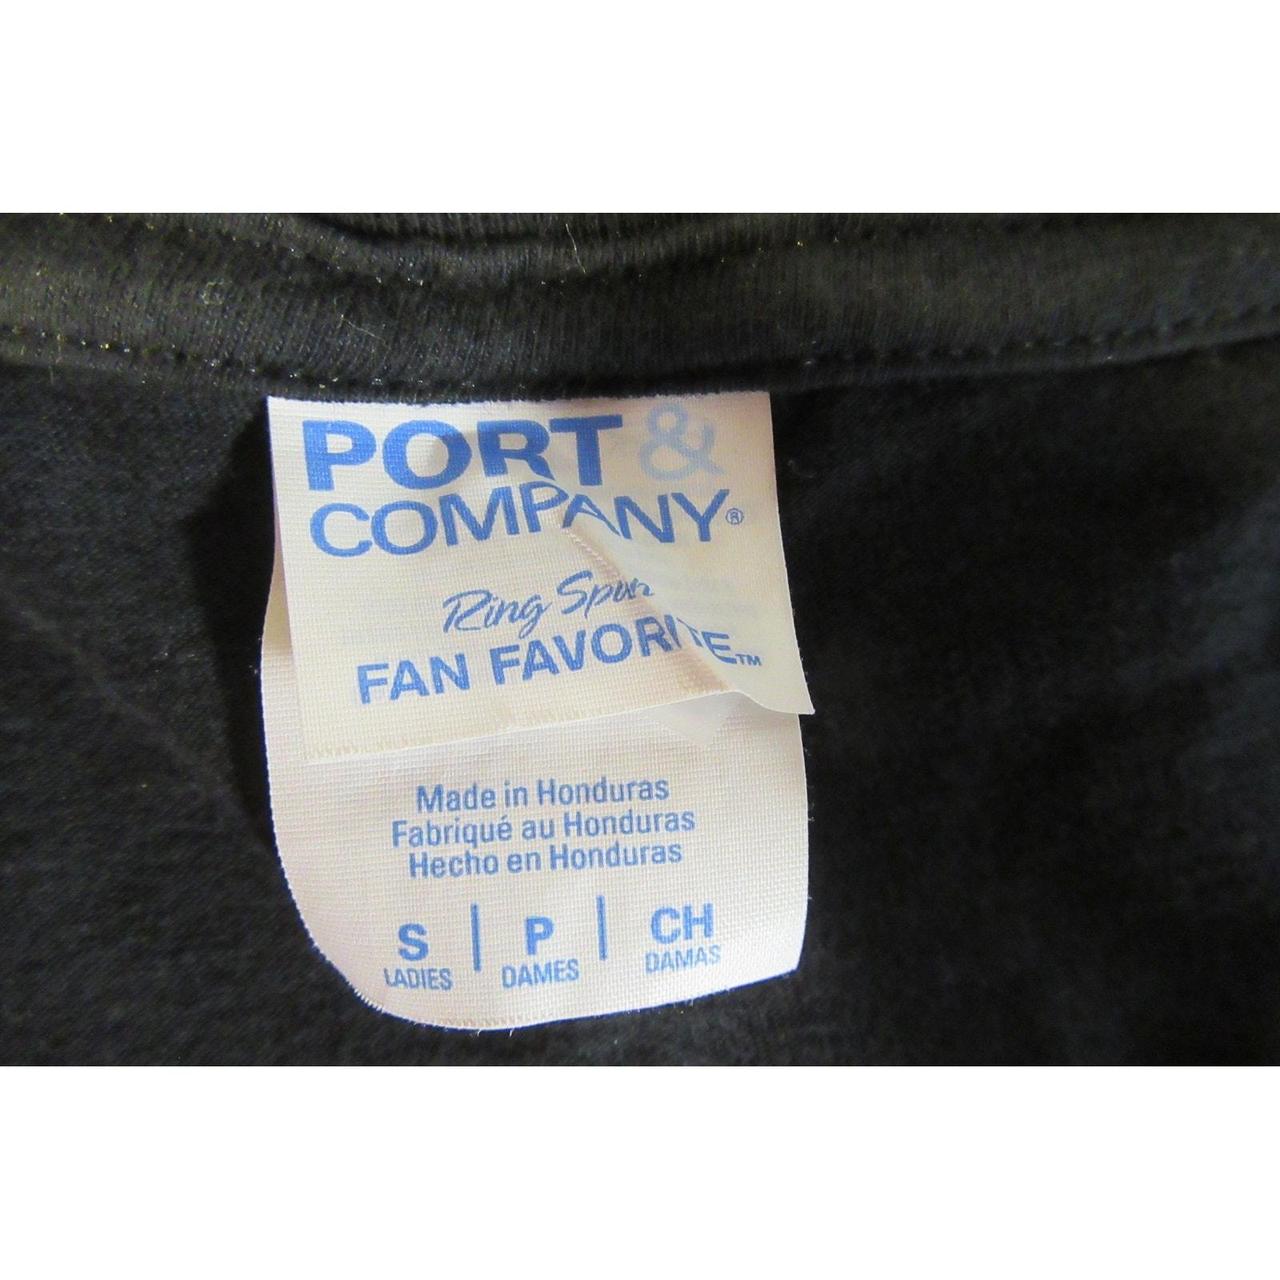 PORT &
COMPANY®
Ring Spun
FAN FAVORITE™
Made in Honduras
Fabriqué au Honduras
Hecho en Honduras
S | P | CH
LADIES DAMES DAMAS